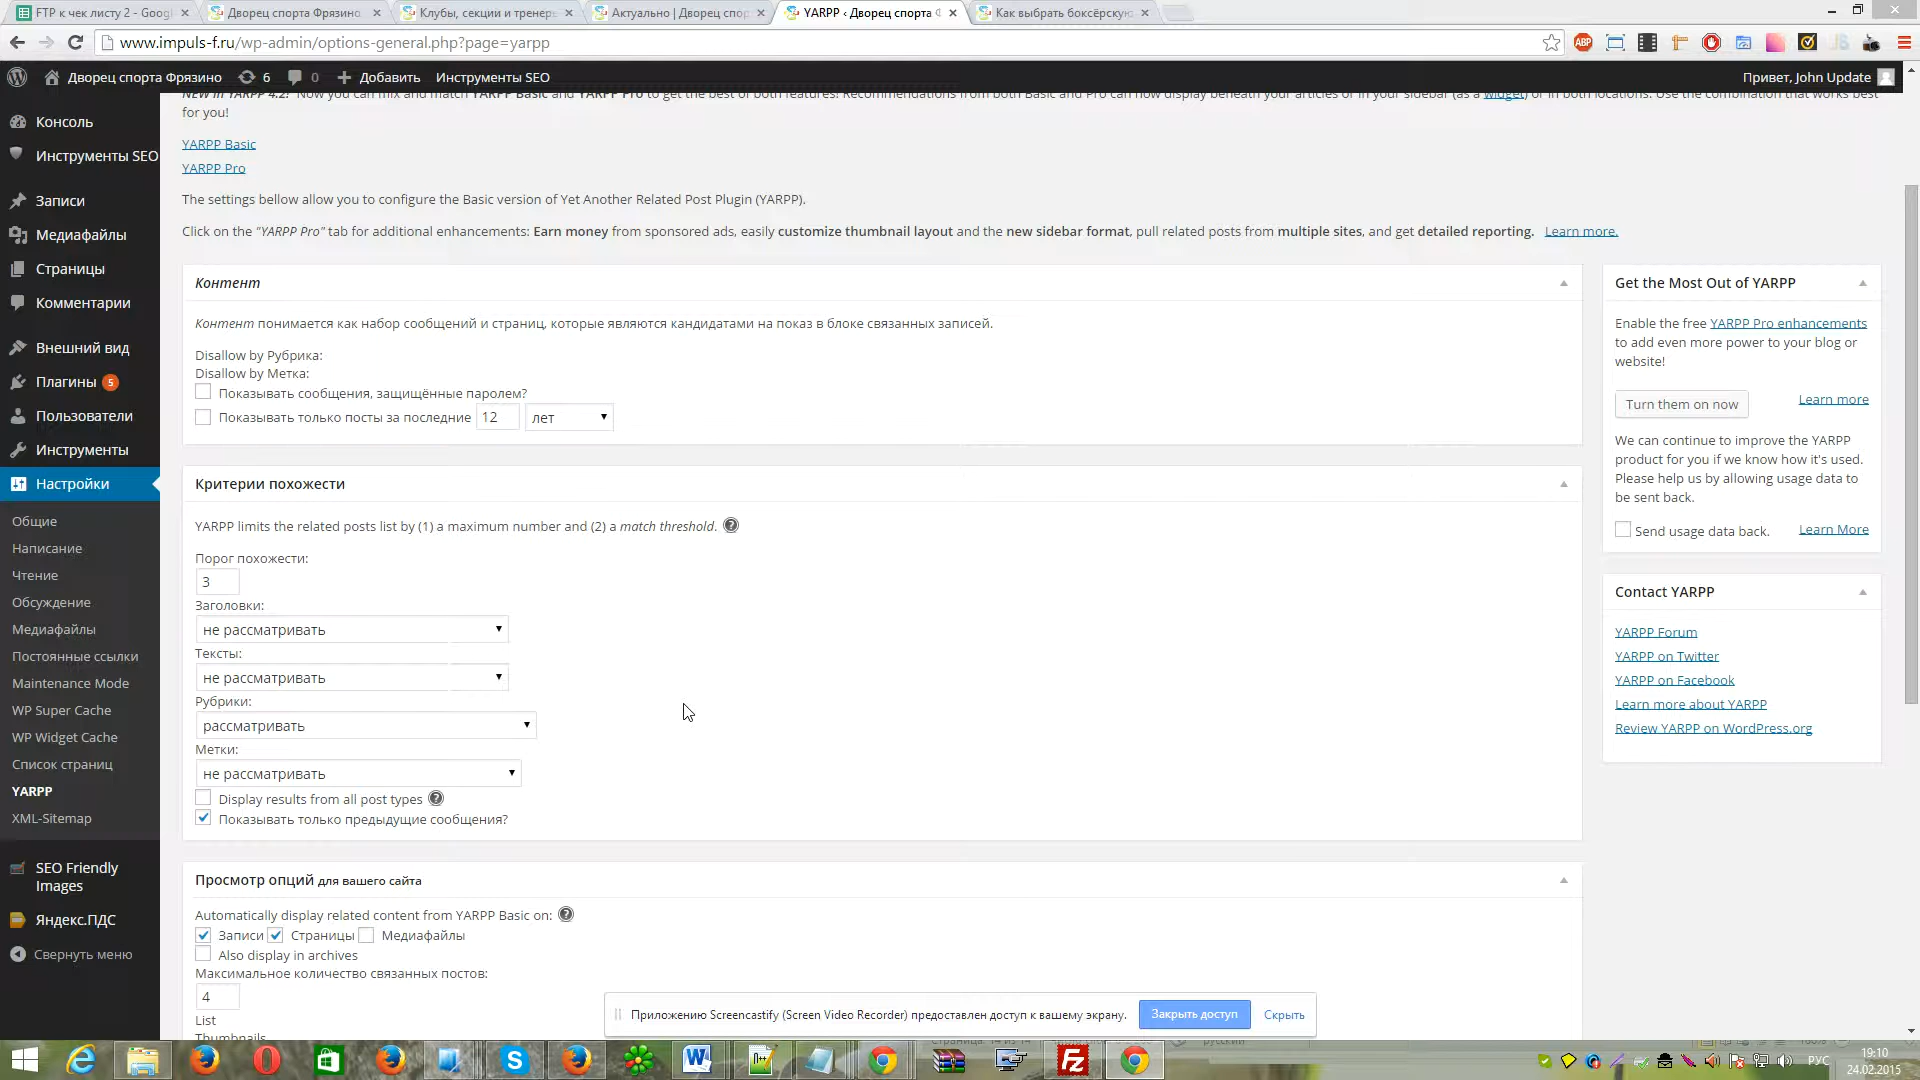 FTP к чек листу 2 - Googl
Дворец спорта Фрязино
Клубы, секции и тренер
Актуально | Дворец спор
YARPP ‹ Дворец спорта Ф
Как выбрать боксёрскую
www.impuls-f.ru/wp-admin/options-general.php?page=yarpp
Дворец спорта Фрязино 6 0 Добавить Инструменты SEO
Привет, John Update
Консоль
Инструменты SEO
Записи
Медиафайлы
Страницы
Комментарии
Внешний вид
Плагины 5
Пользователи
Инструменты
Настройки
Общие
Написание
Чтение
Обсуждение
Медиафайлы
Постоянные ссылки
Maintenance Mode
WP Super Cache
WP Widget Cache
Список страниц
YARPP
XML-Sitemap
SEO Friendly
Images
Яндекс.ПДС
Свернуть меню
NEW in YARPP 4.2! Now you can mix and match YARPP Basic and YARPP Pro to get the best of both features! Recommendations from both Basic and Pro can now display beneath your articles or in your sidebar (as a widget) or in both locations. Use the combination that works best
for you!
YARPP Basic
YARPP Pro
The settings bellow allow you to configure the Basic version of Yet Another Related Post Plugin (YARPP).
Click on the "YARPP Pro" tab for additional enhancements: Earn money from sponsored ads, easily customize thumbnail layout and the new sidebar format, pull related posts from multiple sites, and get detailed reporting. Learn more.
Контент
Контент понимается как набор сообщений и страниц, которые являются кандидатами на показ в блоке связанных записей.
Disallow by Рубрика:
Disallow by Метка:
Показывать сообщения, защищённые паролем?
Показывать только посты за последние 12 лет
Критерии похожести
YARPP limits the related posts list by (1) a maximum number and (2) a match threshold. ?
Порог похожести:
3
Заголовки:
не рассматривать
Тексты:
не рассматривать
Рубрики:
рассматривать
Метки:
не рассматривать
Display results from all post types ?
Показывать только предыдущие сообщения?
Просмотр опций для вашего сайта
Automatically display related content from YARPP Basic on: ?
Записи Страницы Медиафайлы
Also display in archives
Максимальное количество связанных постов:
4
List
Thumbnails
Get the Most Out of YARPP
Enable the free YARPP Pro enhancements
to add even more power to your blog or
website!
Turn them on now Learn more
We can continue to improve the YARPP
product for you if we know how it's used.
Please help us by allowing usage data to
be sent back.
Send usage data back. Learn More
Contact YARPP
YARPP Forum
YARPP on Twitter
YARPP on Facebook
Learn more about YARPP
Review YARPP on WordPress.org
Приложению Screencastify (Screen Video Recorder) предоставлен доступ к вашему экрану. Закрыть доступ Скрыть
РУС
19:10
24.02.2015